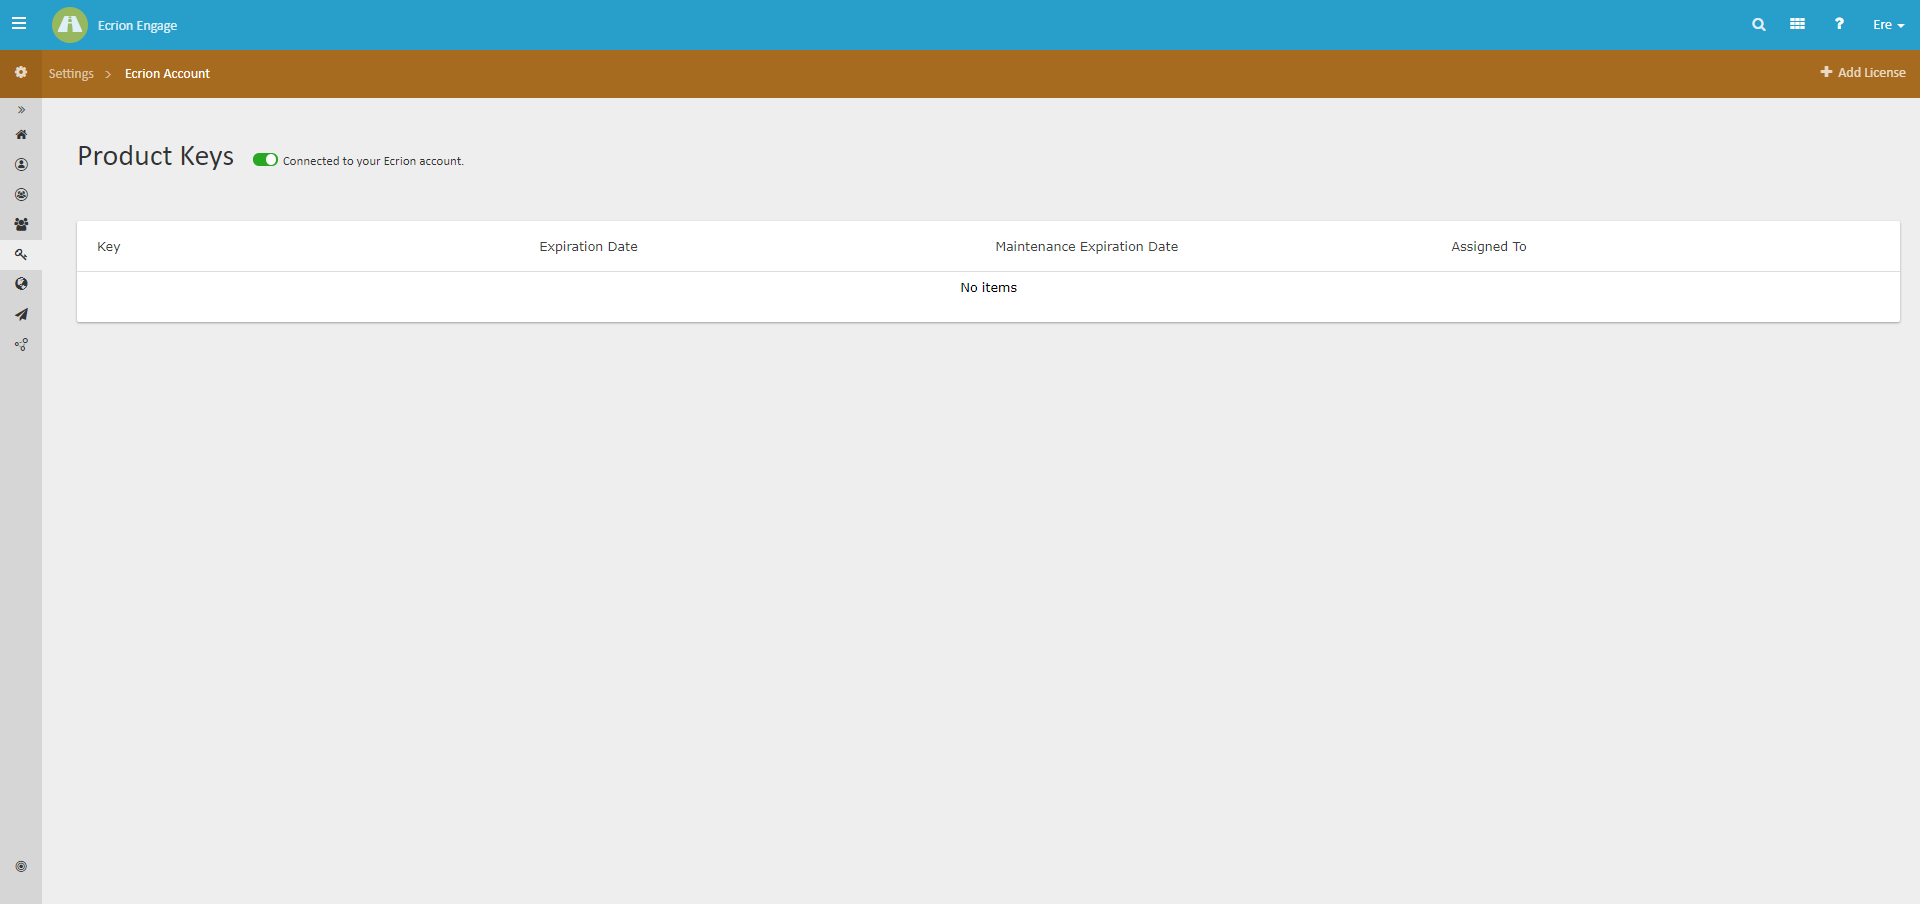 Ecrion Engage
? Ere
Settings > Ecrion Account
Add License
Product Keys Connected to your Ecrion account.
Key Expiration Date Maintenance Expiration Date Assigned To
No items